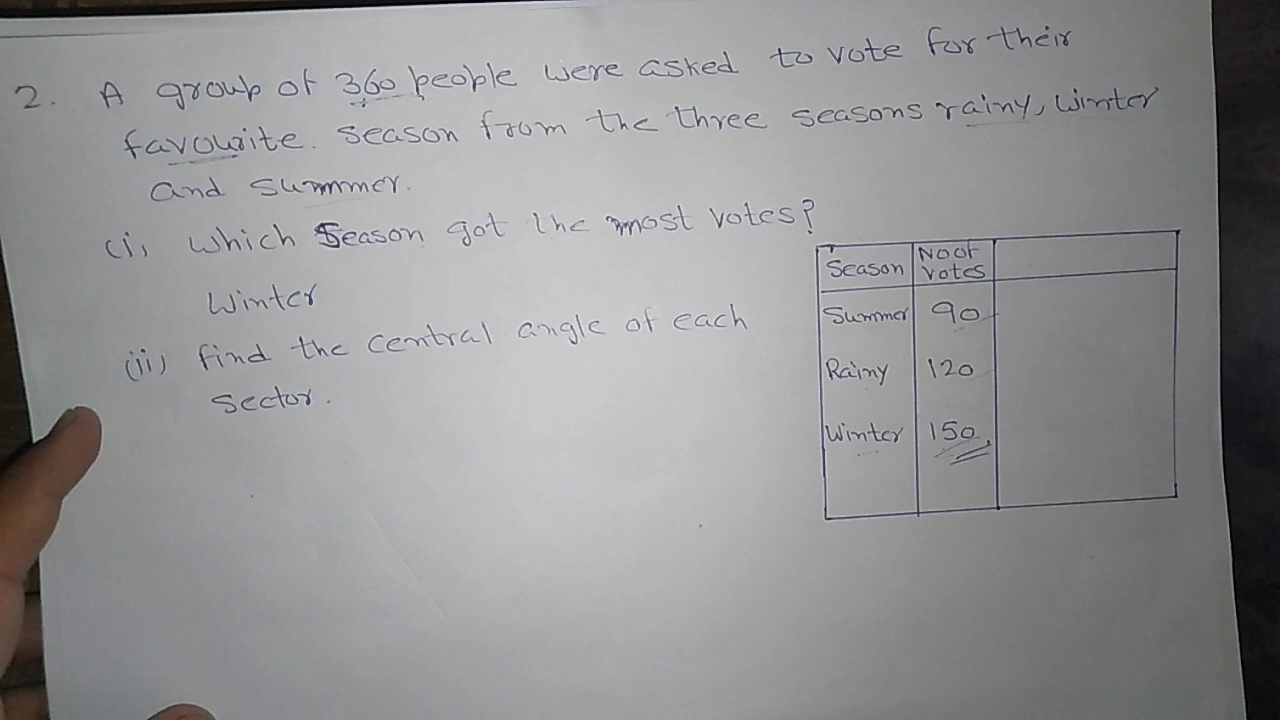 2. A group of 360 people were asked to vote for their
favourite season from the three seasons rainy, winter
and summer.
(i) Which Season got the most votes?
Winter
(ii) find the central angle of each
sector.
Season No of votes
Summer 90
Rainy 120
Winter 150